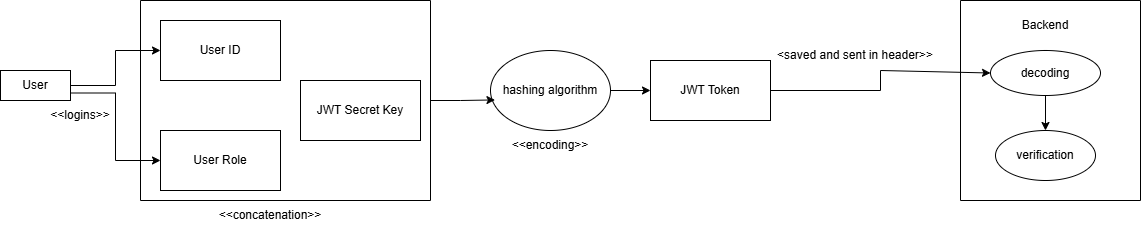 User
<<logins>>
User ID
JWT Secret Key
User Role
<<concatenation>>
hashing algorithm
<<encoding>>
JWT Token
<<saved and sent in header>>
Backend
decoding
verification